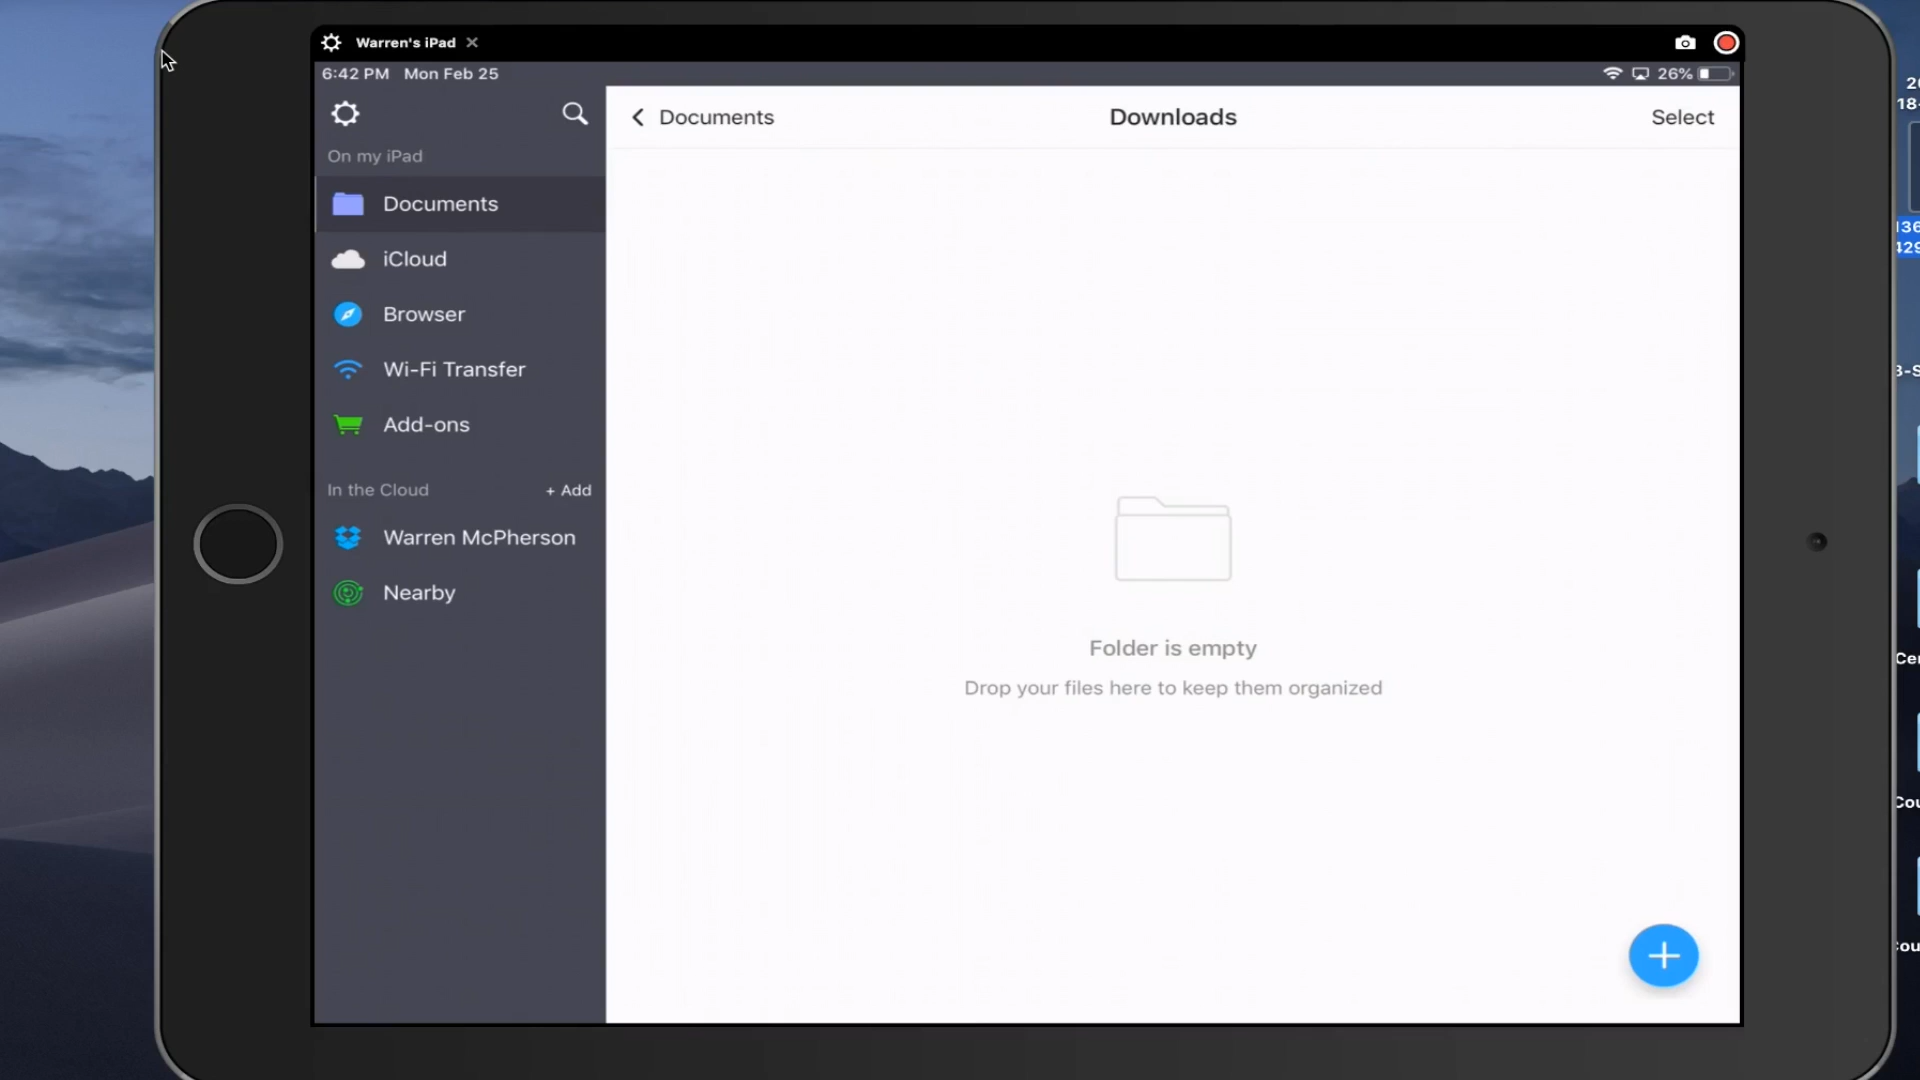 Warren's iPad
6:42 PM Mon Feb 25
26%
On my iPad
Documents
iCloud
Browser
Wi-Fi Transfer
Add-ons
In the Cloud
+ Add
Warren McPherson
Nearby
Documents
Downloads
Select
Folder is empty
Drop your files here to keep them organized